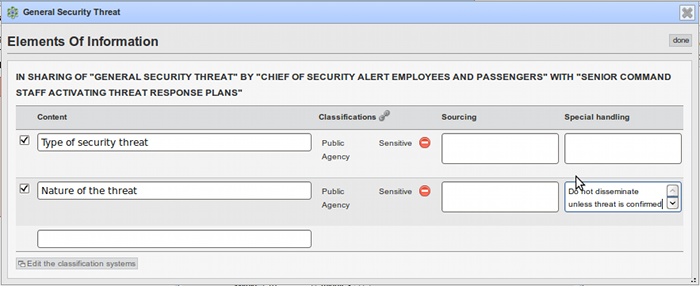 General Security Threat
Elements Of Information
done
IN SHARING OF "GENERAL SECURITY THREAT" BY "CHIEF OF SECURITY ALERT EMPLOYEES AND PASSENGERS" WITH "SENIOR COMMAND
STAFF ACTIVATING THREAT RESPONSE PLANS"
Content Classifications Sourcing Special handling
Type of security threat Public Sensitive
Agency
Nature of the threat Public Sensitive Do not disseminate
Agency unless threat is confirmed
Edit the classification systems